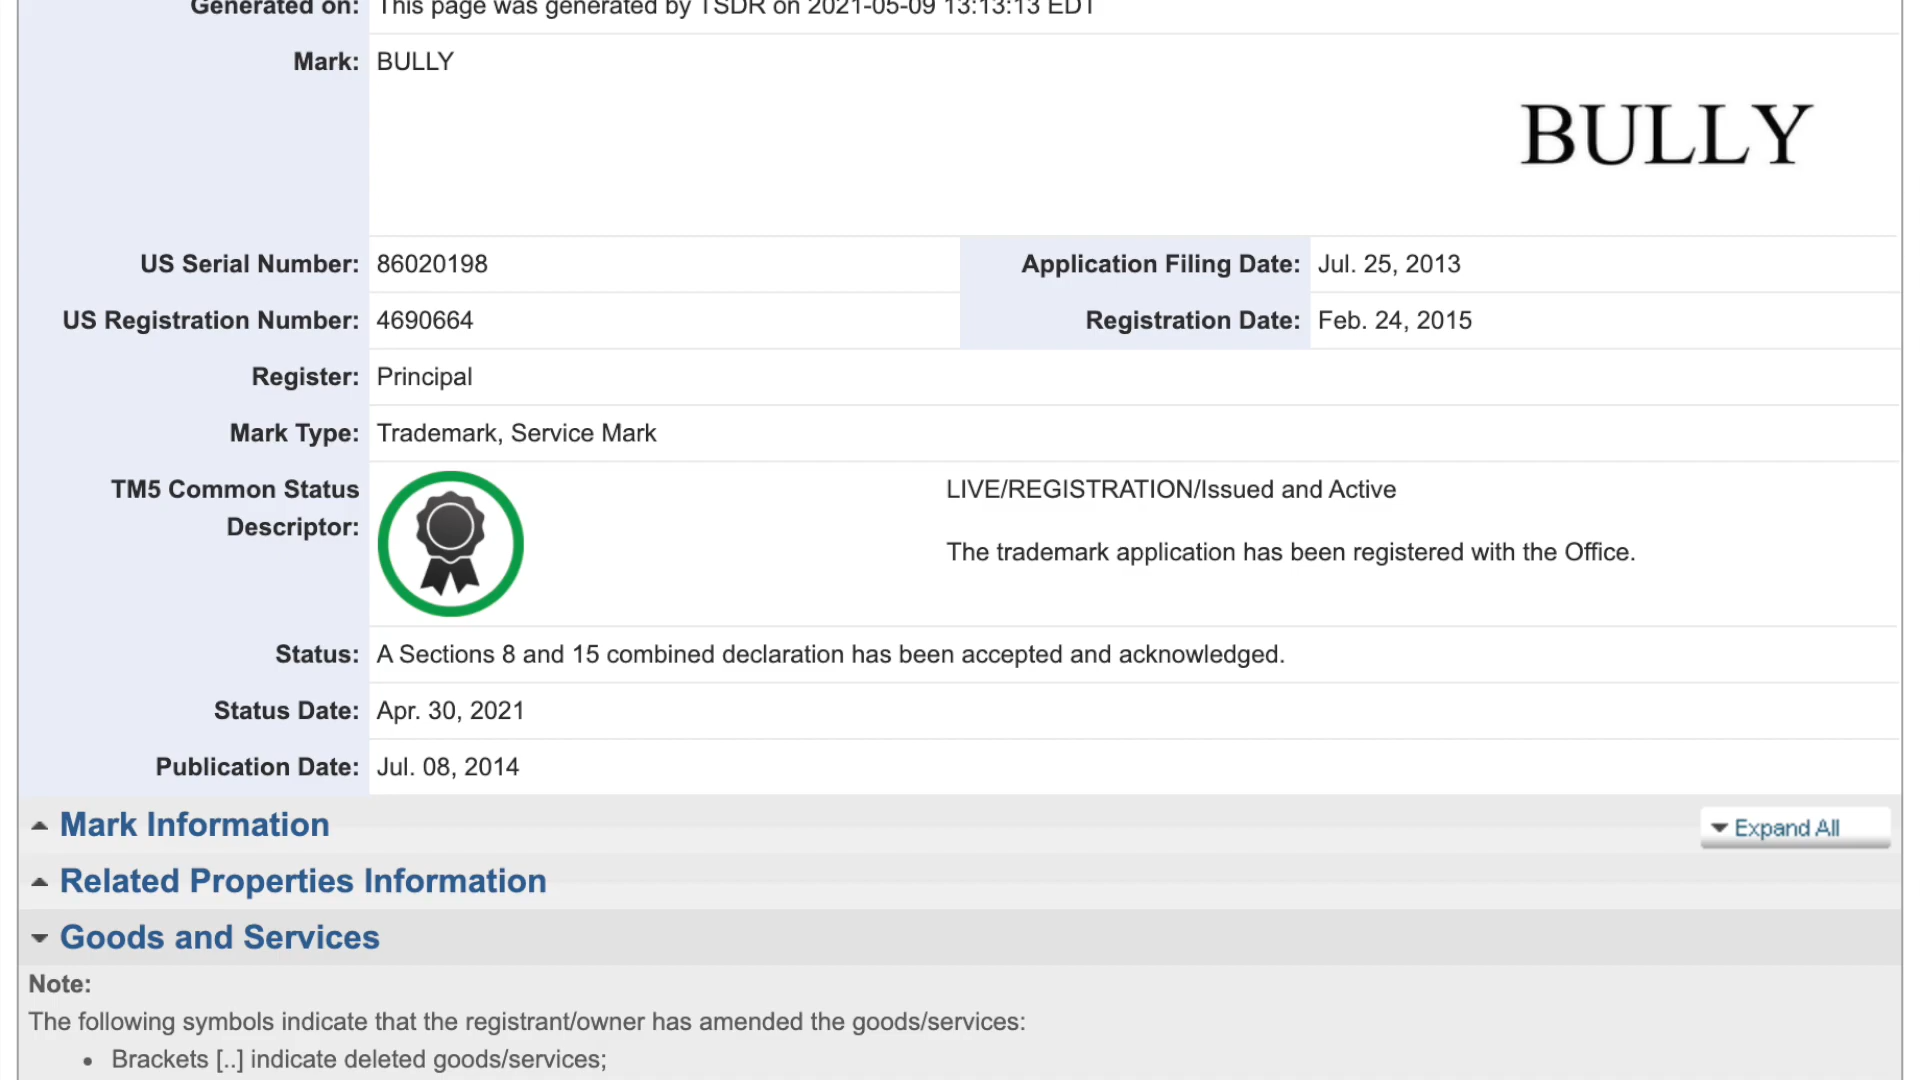 Generated on: This page was generated by TSDR on 2021-05-09 13:13:13 EDT
Mark: BULLY
BULLY
US Serial Number: 86020198 Application Filing Date: Jul. 25, 2013
US Registration Number: 4690664 Registration Date: Feb. 24, 2015
Register: Principal
Mark Type: Trademark, Service Mark
TM5 Common Status Descriptor: LIVE/REGISTRATION/Issued and Active
The trademark application has been registered with the Office.
Status: A Sections 8 and 15 combined declaration has been accepted and acknowledged.
Status Date: Apr. 30, 2021
Publication Date: Jul. 08, 2014
Mark Information
Expand All
Related Properties Information
Goods and Services
Note:
The following symbols indicate that the registrant/owner has amended the goods/services:
• Brackets [..] indicate deleted goods/services;